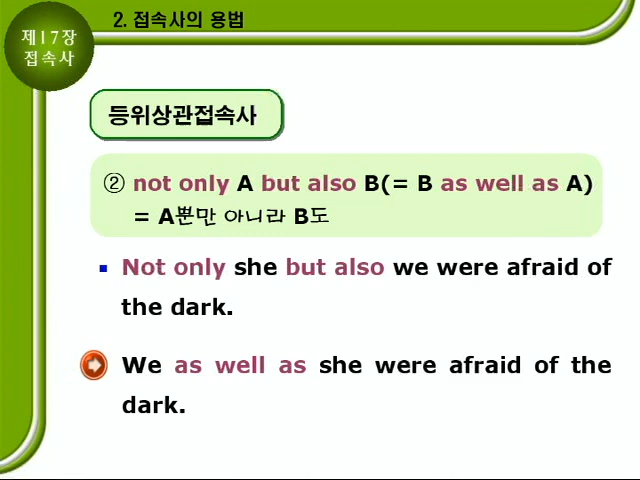 제17장
접속사
2. 접속사의 용법
등위상관접속사
② not only A but also B(= B as well as A)
= A뿐만 아니라 B도
Not only she but also we were afraid of
the dark.
We as well as she were afraid of the
dark.